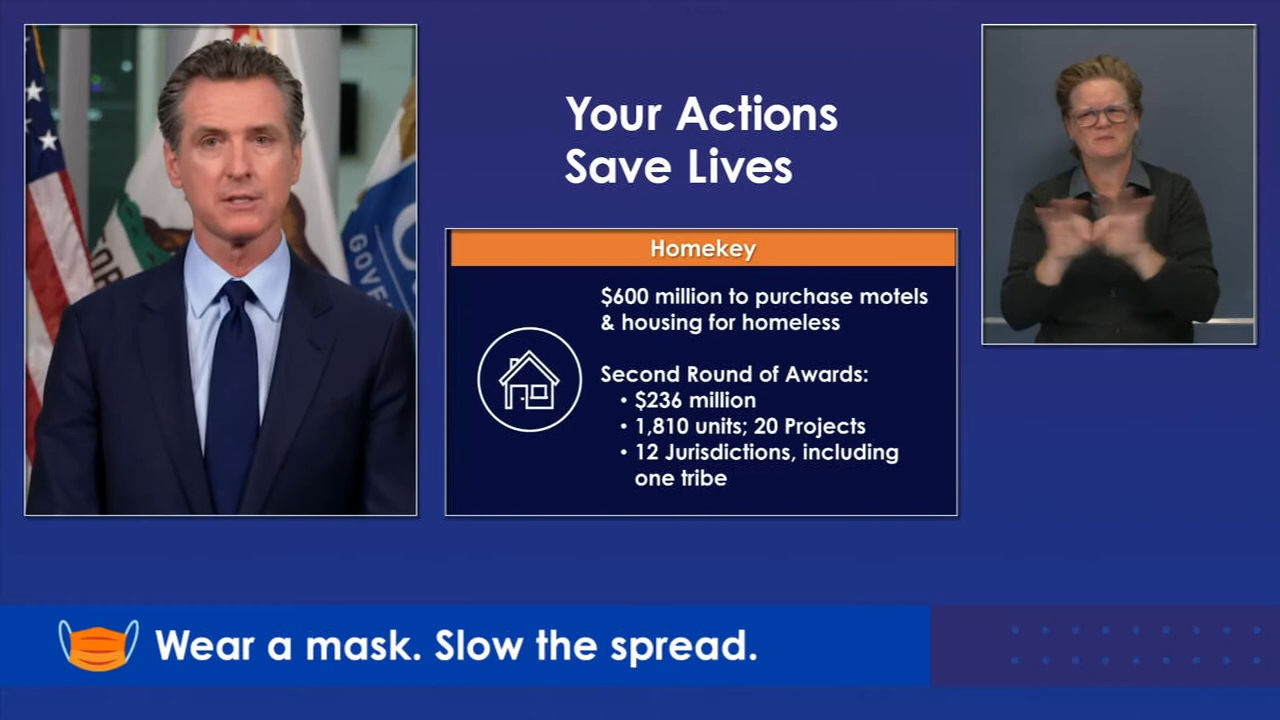 Your Actions
Save Lives
Homekey
$600 million to purchase motels
& housing for homeless
Second Round of Awards:
• $236 million
• 1,810 units; 20 Projects
• 12 Jurisdictions, including
one tribe
Wear a mask. Slow the spread.